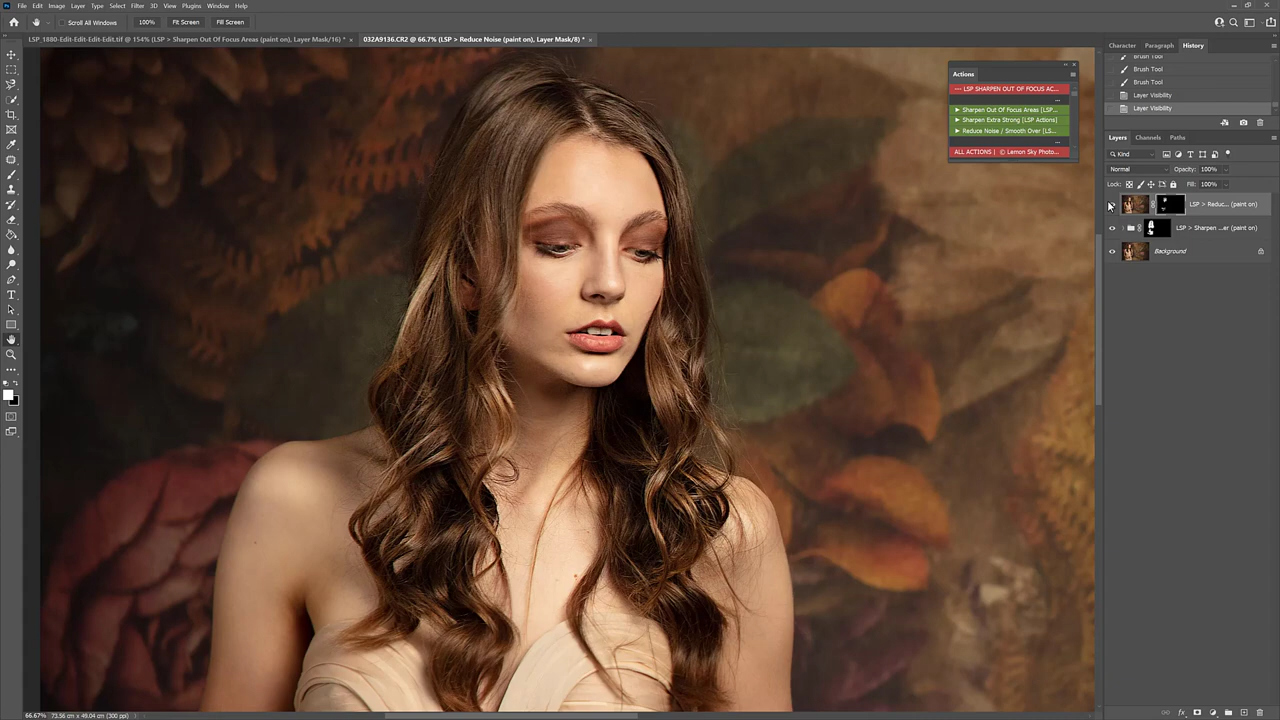 Ps File Edit Image Layer Type Select Filter 3D View Plugins Window Help
Scroll All Windows 100% Fit Screen Fill Screen
LSP_1880-Edit-Edit-Edit-Edit.tif @ 154% (LSP > Sharpen Out Of Focus Areas (paint on), Layer Mask/16) * × 032A9136.CR2 @ 66.7% (LSP > Reduce Noise (paint on), Layer Mask/8) * ×
Character Paragraph History
Brush Tool
Brush Tool
Brush Tool
Layer Visibility
Layer Visibility
Actions
--- LSP SHARPEN OUT OF FOCUS AC...
...
Sharpen Out Of Focus Areas [LSP...
Sharpen Extra Strong [LSP Actions]
Reduce Noise / Smooth Over [LS...
...
ALL ACTIONS | © Lemon Sky Photo...
Layers Channels Paths
Kind
Normal Opacity: 100%
Lock: Fill: 100%
LSP > Reduc... (paint on)
LSP > Sharpen ...er (paint on)
Background
66.67% 73.56 cm x 49.04 cm (300 ppi)